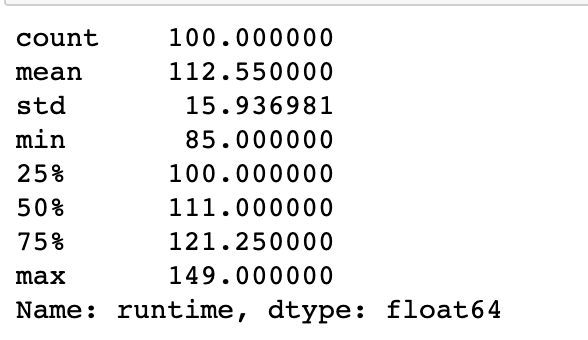 count    100.000000
mean     112.550000
std       15.936981
min       85.000000
25%      100.000000
50%      111.000000
75%      121.250000
max      149.000000
Name: runtime, dtype: float64